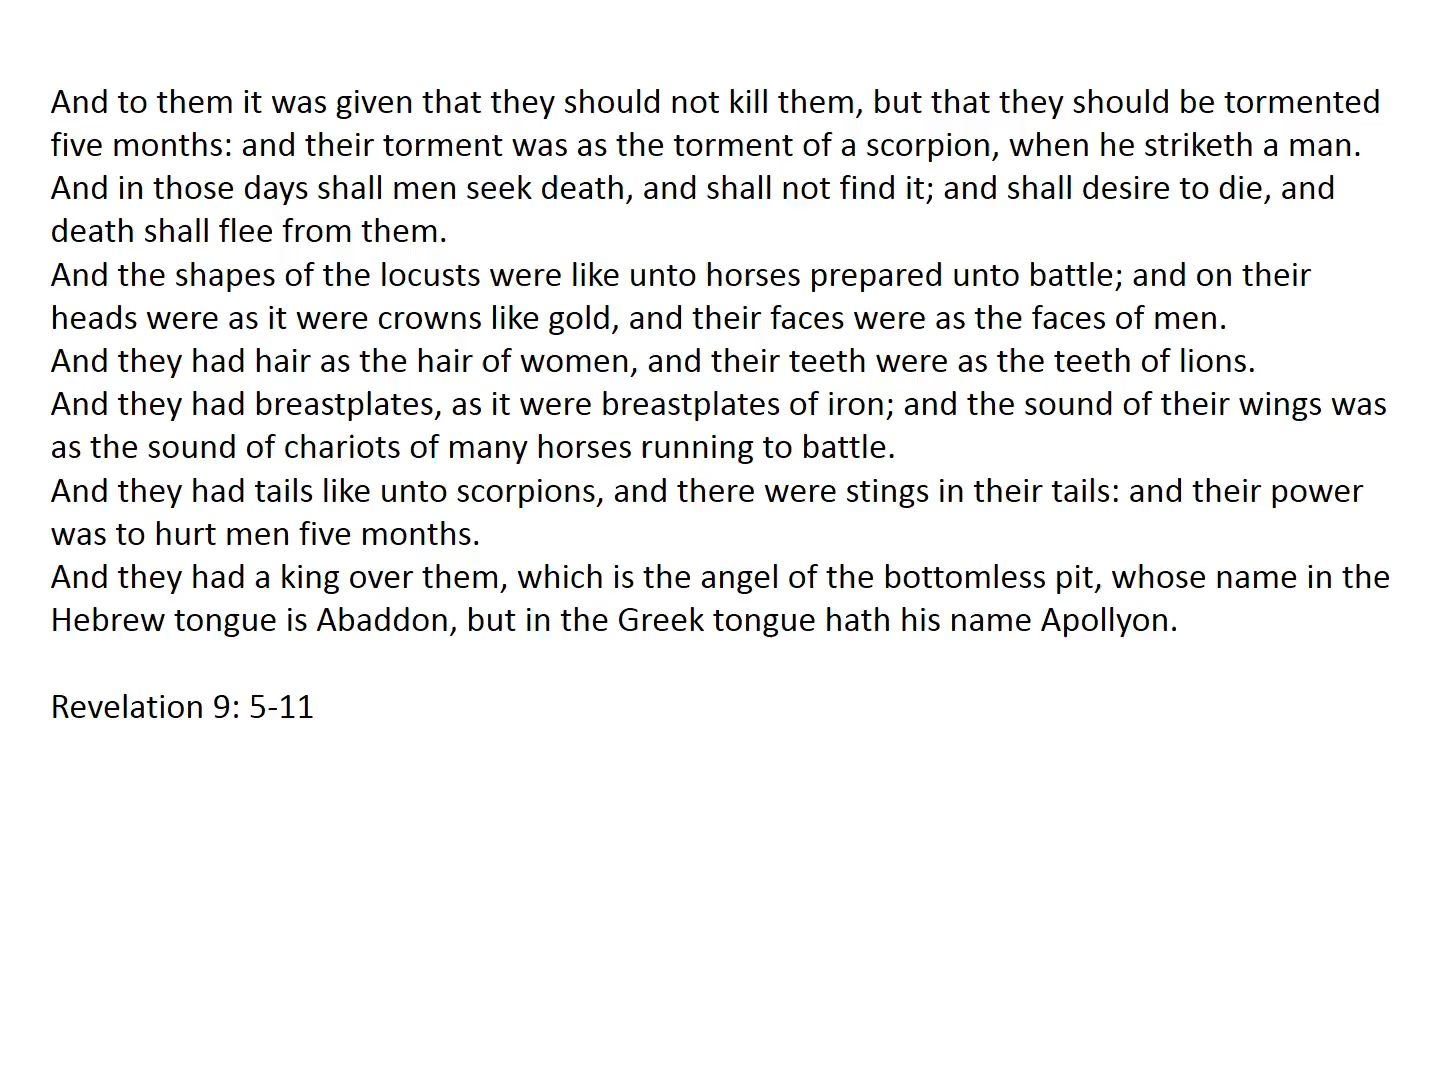 And to them it was given that they should not kill them, but that they should be tormented
five months: and their torment was as the torment of a scorpion, when he striketh a man.
And in those days shall men seek death, and shall not find it; and shall desire to die, and
death shall flee from them.
And the shapes of the locusts were like unto horses prepared unto battle; and on their
heads were as it were crowns like gold, and their faces were as the faces of men.
And they had hair as the hair of women, and their teeth were as the teeth of lions.
And they had breastplates, as it were breastplates of iron; and the sound of their wings was
as the sound of chariots of many horses running to battle.
And they had tails like unto scorpions, and there were stings in their tails: and their power
was to hurt men five months.
And they had a king over them, which is the angel of the bottomless pit, whose name in the
Hebrew tongue is Abaddon, but in the Greek tongue hath his name Apollyon.
Revelation 9: 5-11